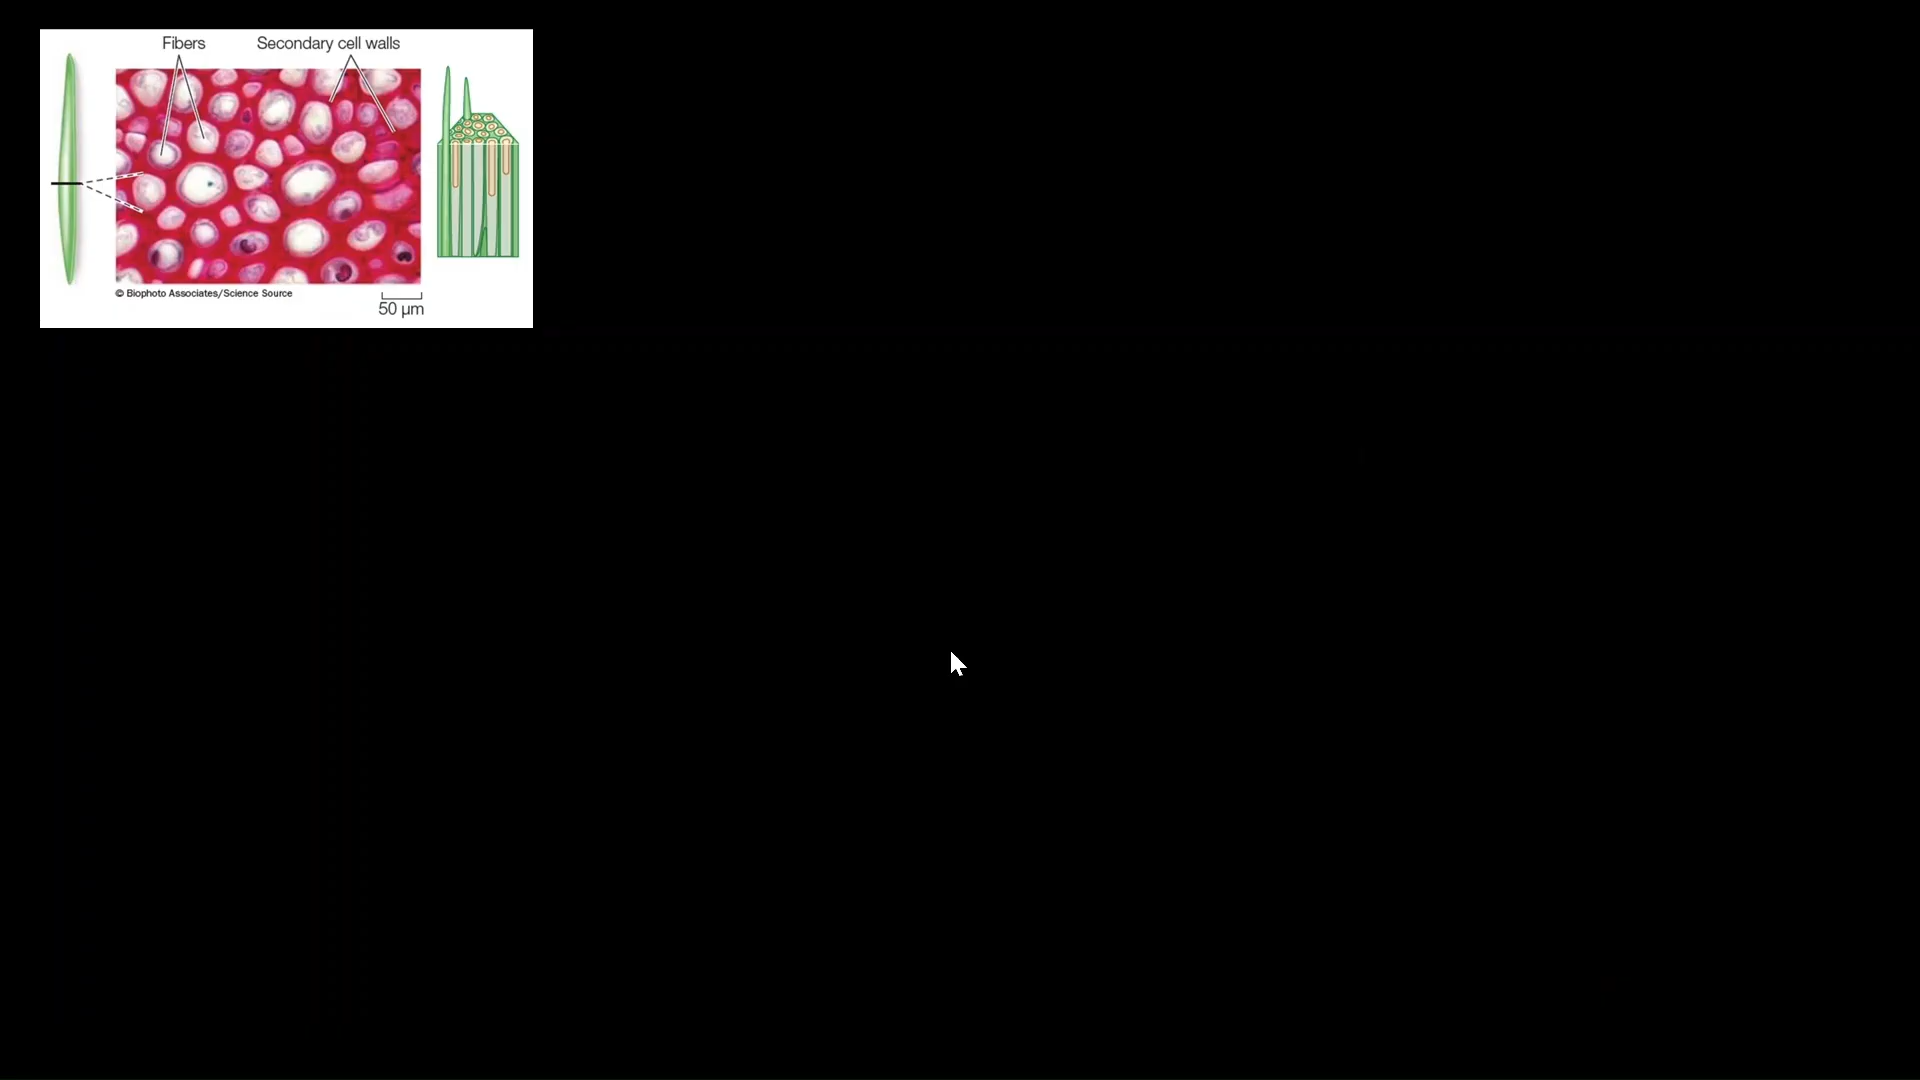 Fibers
Secondary cell walls
© Biophoto Associates/Science Source
50 µm